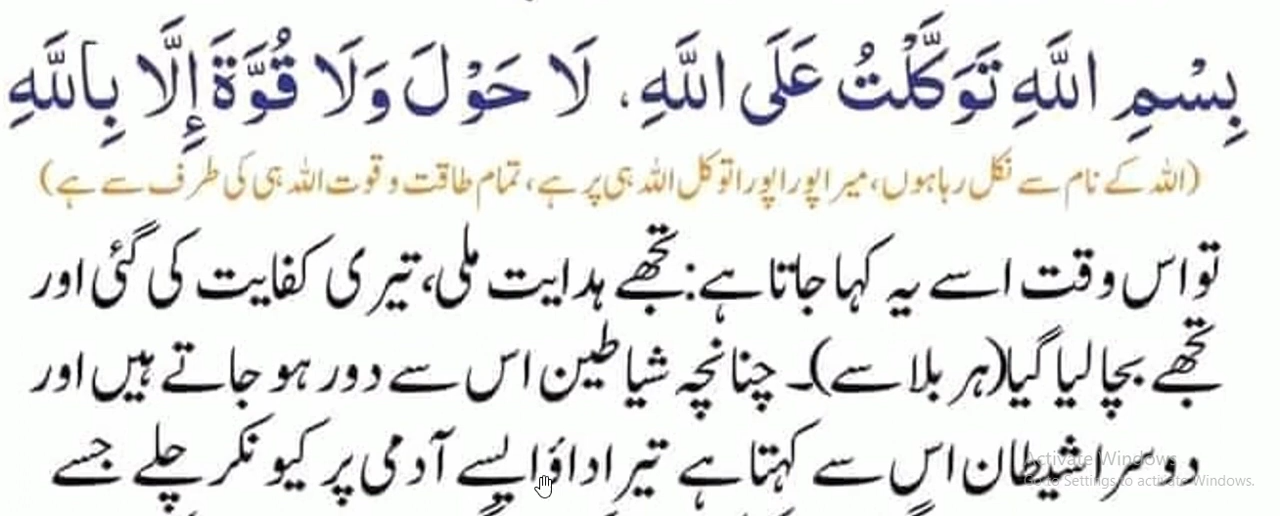 بِسْمِ اللَّهِ تَوَكَّلْتُ عَلَى اللَّهِ، لَا حَوْلَ وَلَا قُوَّةَ إِلَّا بِاللَّهِ
(اللہ کے نام سے نکل رہا ہوں، میرا پورا پورا توکل اللہ ہی پر ہے، تمام طاقت و قوت اللہ ہی کی طرف سے ہے)
تو اس وقت اسے یہ کہا جاتا ہے: تجھے ہدایت ملی، تیری کفایت کی گئی اور
تجھے بچا لیا گیا (ہر بلا سے)۔ چنانچہ شیاطین اس سے دور ہو جاتے ہیں اور
دوسرا شیطان اس سے کہتا ہے تیرا داؤ ایسے آدمی پر کیونکر چلے جسے
Activate Windows
Go to Settings to activate Windows.